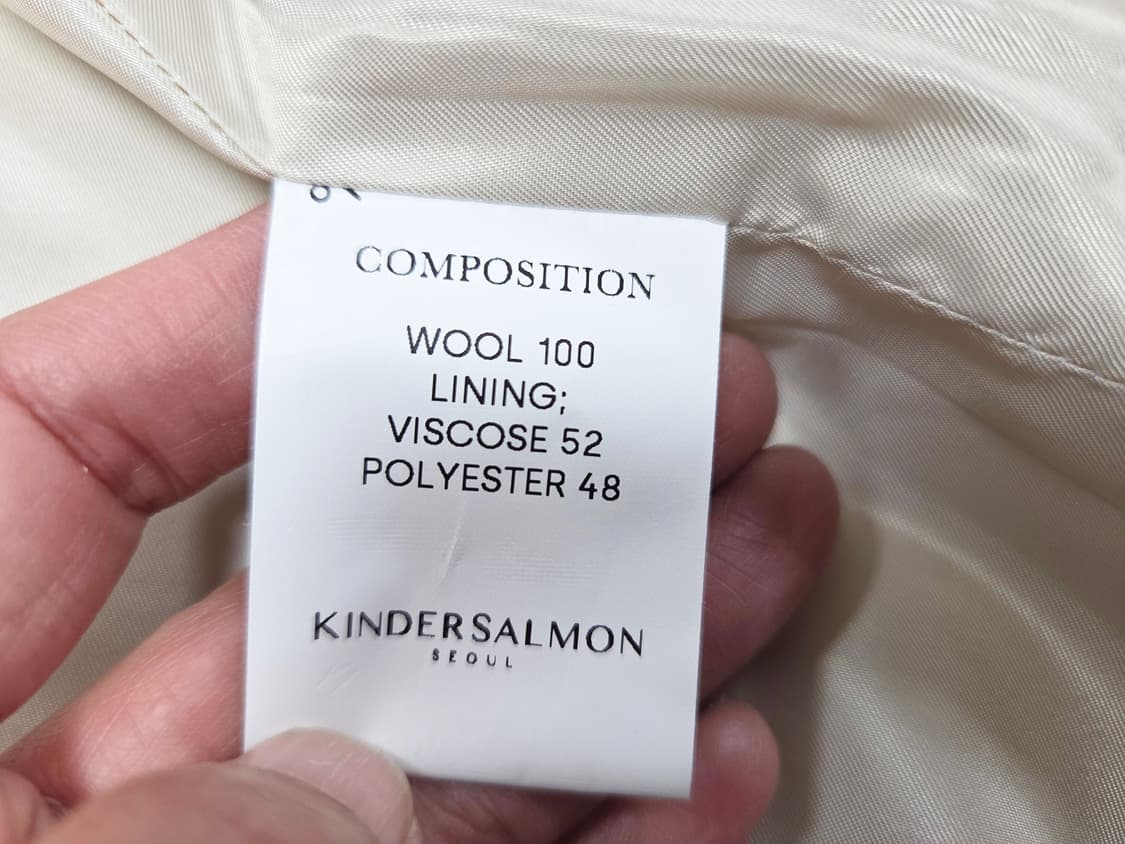 COMPOSITION
WOOL 100
LINING;
VISCOSE 52
POLYESTER 48
KINDERSALMON
SEOUL